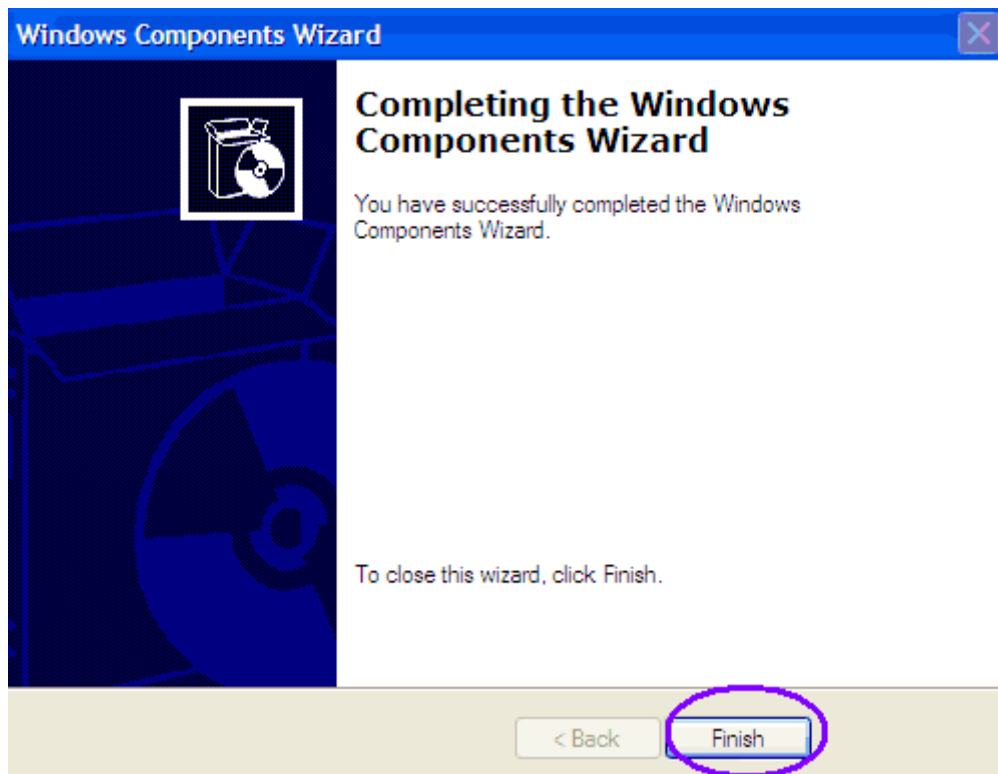 Windows Components Wizard
Completing the Windows
Components Wizard
You have successfully completed the Windows
Components Wizard.
To close this wizard, click Finish.
< Back
Finish